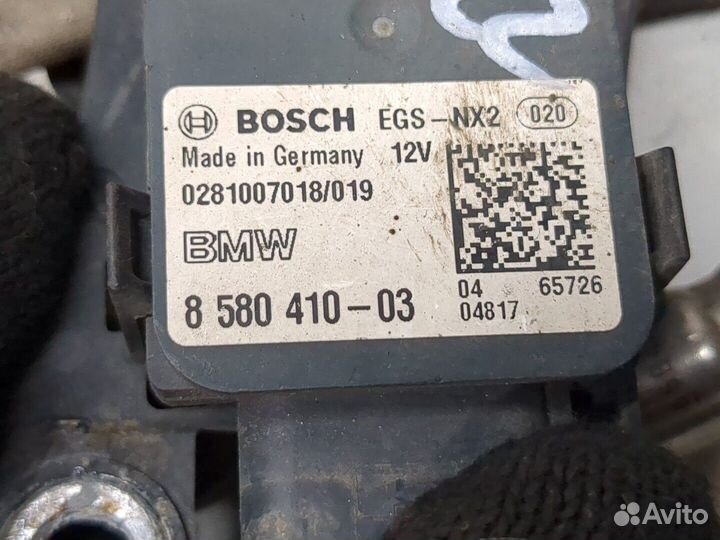 BOSCH EGS-NX2 020
Made in Germany 12V
0281007018/019
BMW
8 580 410-03
04 65726
04817
Avito